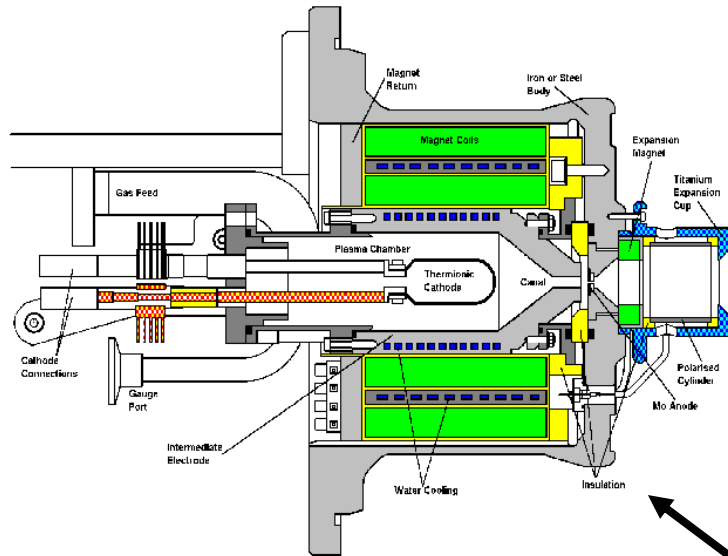 Magnet
Return
Iron or Steel
Body
Magnet Coils
Expansion
Magnet
Titanium
Expansion
Cup
Gas Feed
Plasma Chamber
Thermionic
Cathode
Canal
Cathode
Connections
Gauge
Port
Intermediate
Electrode
Water Cooling
Insulation
Mo Anode
Polarised
Cylinder